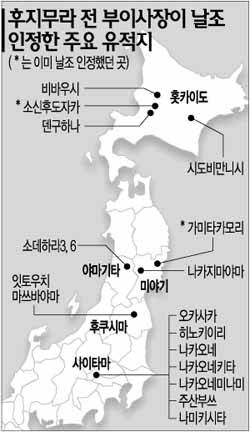 후지무라 전 부이사장이 날조
인정한 주요 유적지
( * 는 이미 날조 인정했던 곳)
비바우시
* 소신후도자카
덴구하나
홋카이도
시도비만니시
* 가미타카모리
소데하라3, 6
야마기타
미야기
나카지마야마
잇토우치
마쓰바야마
후쿠시마
사이타마
오카사카
히노키이리
나카오네
나카오네키타
나카오네미나미
주산부쓰
나미키시타